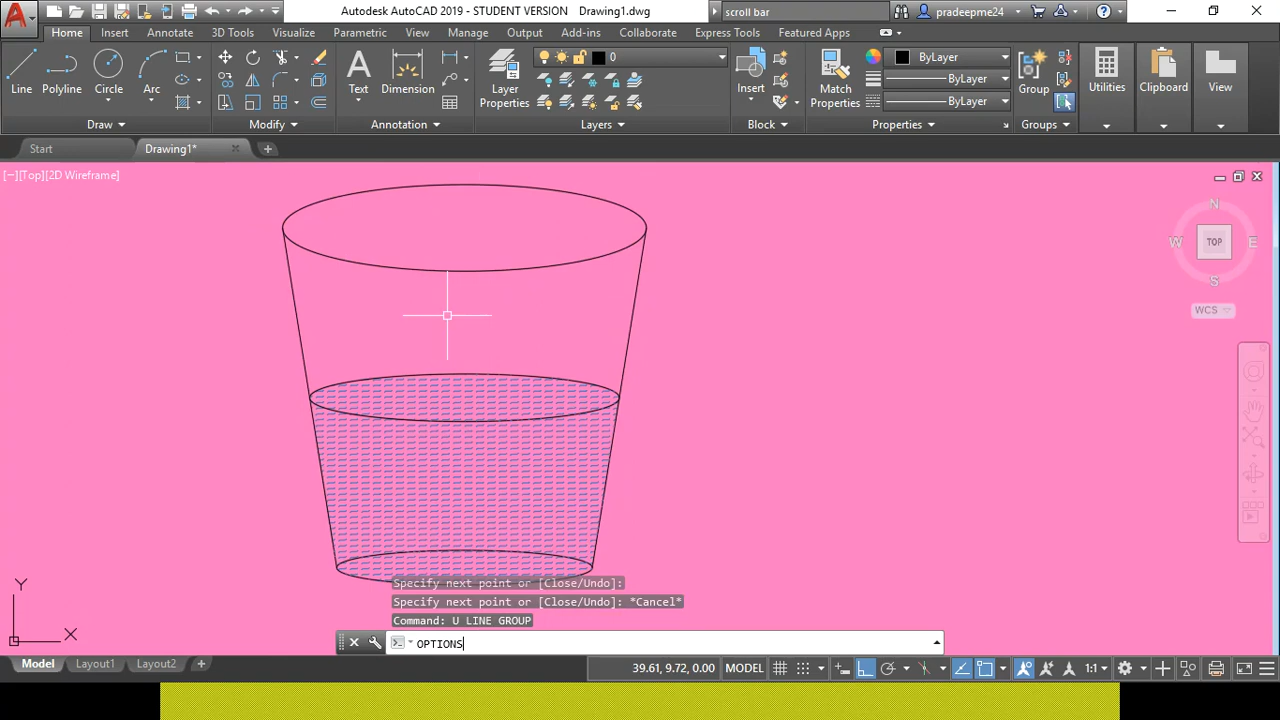 Autodesk AutoCAD 2019 - STUDENT VERSION Drawing1.dwg
scroll bar
pradeepme24
Home Insert Annotate 3D Tools Visualize Parametric View Manage Output Add-ins Collaborate Express Tools Featured Apps
0
ByLayer
ByLayer
ByLayer
Line Polyline Circle Arc
Text Dimension
Layer
Properties
Insert
Match
Properties
Group
Utilities
Clipboard
View
Draw Modify Annotation Layers Block Properties Groups
Start Drawing1*
[−][Top][2D Wireframe]
N
W TOP E
S
WCS
Y
X
Specify next point or [Close/Undo]:
Specify next point or [Close/Undo]: *Cancel*
Command: U LINE GROUP
OPTIONS
Model Layout1 Layout2
39.61, 9.72, 0.00 MODEL 1:1